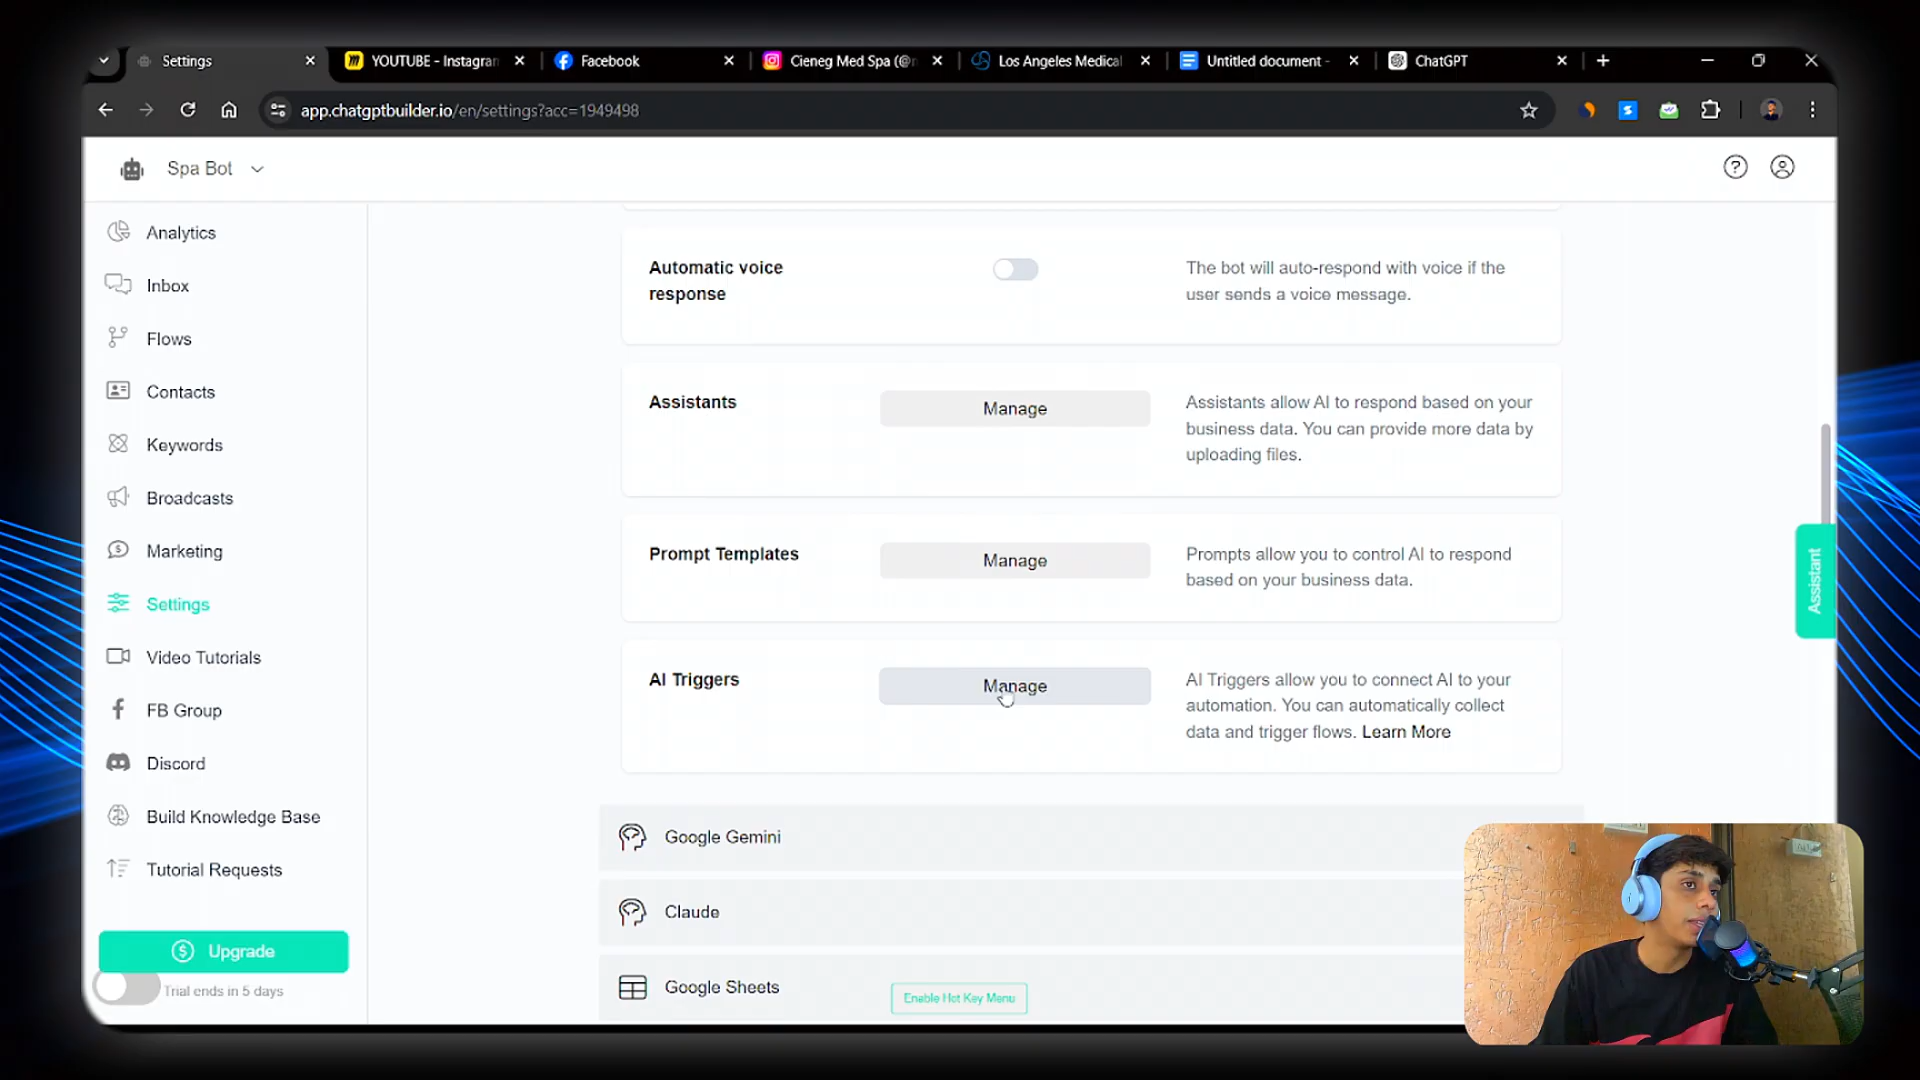 Settings
YOUTUBE - Instagram
Facebook
Cieneg Med Spa (@
Los Angeles Medical
Untitled document -
ChatGPT
app.chatgptbuilder.io/en/settings?acc=1949498
Spa Bot
Analytics
Inbox
Flows
Contacts
Keywords
Broadcasts
Marketing
Settings
Video Tutorials
FB Group
Discord
Build Knowledge Base
Tutorial Requests
Upgrade
Trial ends in 5 days
Automatic voice
response
The bot will auto-respond with voice if the
user sends a voice message.
Assistants
Manage
Assistants allow AI to respond based on your
business data. You can provide more data by
uploading files.
Prompt Templates
Manage
Prompts allow you to control AI to respond
based on your business data.
AI Triggers
Manage
AI Triggers allow you to connect AI to your
automation. You can automatically collect
data and trigger flows. Learn More
Google Gemini
Claude
Google Sheets
Enable Hot Key Menu
Assistant